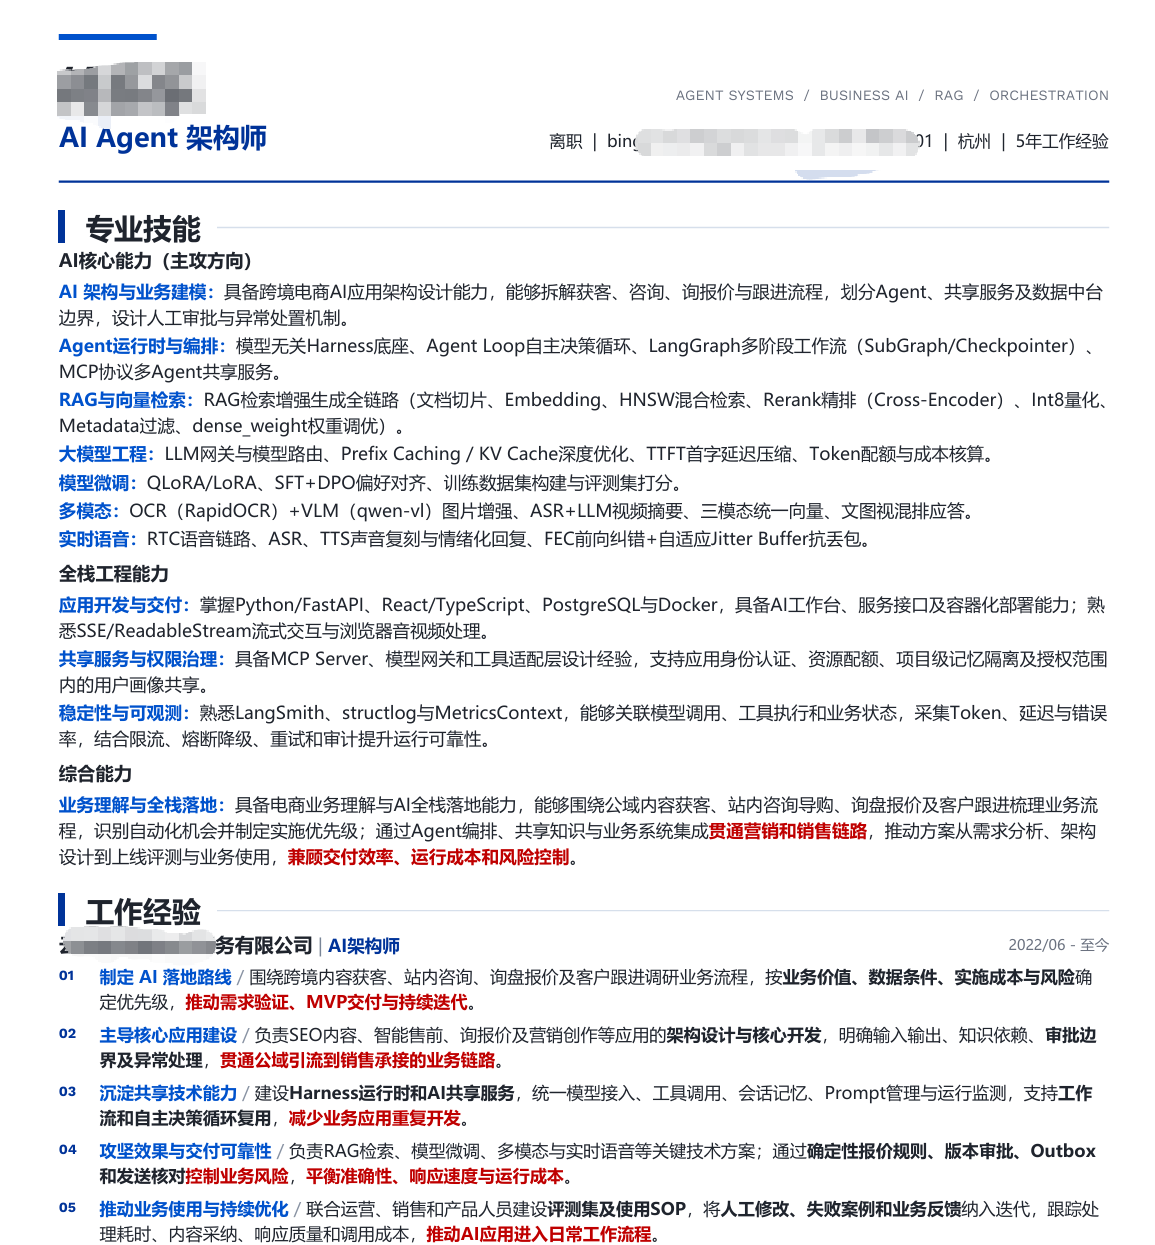 AGENT SYSTEMS / BUSINESS AI / RAG / ORCHESTRATION
AI Agent 架构师
离职 | bing 01 | 杭州 | 5年工作经验
专业技能
AI核心能力（主攻方向）
AI 架构与业务建模：具备跨境电商AI应用架构设计能力，能够拆解获客、咨询、询报价与跟进流程，划分Agent、共享服务及数据中台
边界，设计人工审批与异常处置机制。
Agent运行时与编排：模型无关Harness底座、Agent Loop自主决策循环、LangGraph多阶段工作流（SubGraph/Checkpointer）、
MCP协议多Agent共享服务。
RAG与向量检索：RAG检索增强生成全链路（文档切片、Embedding、HNSW混合检索、Rerank精排（Cross-Encoder）、Int8量化、
Metadata过滤、dense_weight权重调优）。
大模型工程：LLM网关与模型路由、Prefix Caching / KV Cache深度优化、TTFT首字延迟压缩、Token配额与成本核算。
模型微调：QLoRA/LoRA、SFT+DPO偏好对齐、训练数据集构建与评测集打分。
多模态：OCR（RapidOCR）+VLM（qwen-vl）图片增强、ASR+LLM视频摘要、三模态统一向量、文图视混排应答。
实时语音：RTC语音链路、ASR、TTS声音复刻与情绪化回复、FEC前向纠错+自适应Jitter Buffer抗丢包。
全栈工程能力
应用开发与交付：掌握Python/FastAPI、React/TypeScript、PostgreSQL与Docker，具备AI工作台、服务接口及容器化部署能力；熟
悉SSE/ReadableStream流式交互与浏览器音视频处理。
共享服务与权限治理：具备MCP Server、模型网关和工具适配层设计经验，支持应用身份认证、资源配额、项目级记忆隔离及授权范围
内的用户画像共享。
稳定性与可观测：熟悉LangSmith、structlog与MetricsContext，能够关联模型调用、工具执行和业务状态，采集Token、延迟与错误
率，结合限流、熔断降级、重试和审计提升运行可靠性。
综合能力
业务理解与全栈落地：具备电商业务理解与AI全栈落地能力，能够围绕公域内容获客、站内咨询导购、询盘报价及客户跟进梳理业务流
程，识别自动化机会并制定实施优先级；通过Agent编排、共享知识与业务系统集成贯通营销和销售链路，推动方案从需求分析、架构
设计到上线评测与业务使用，兼顾交付效率、运行成本和风险控制。
工作经验
务有限公司 | AI架构师 2022/06 - 至今
01 制定 AI 落地路线 / 围绕跨境内容获客、站内咨询、询盘报价及客户跟进调研业务流程，按业务价值、数据条件、实施成本与风险确
定优先级，推动需求验证、MVP交付与持续迭代。
02 主导核心应用建设 / 负责SEO内容、智能售前、询报价及营销创作等应用的架构设计与核心开发，明确输入输出、知识依赖、审批边
界及异常处理，贯通公域引流到销售承接的业务链路。
03 沉淀共享技术能力 / 建设Harness运行时和AI共享服务，统一模型接入、工具调用、会话记忆、Prompt管理与运行监测，支持工作
流和自主决策循环复用，减少业务应用重复开发。
04 攻坚效果与交付可靠性 / 负责RAG检索、模型微调、多模态与实时语音等关键技术方案；通过确定性报价规则、版本审批、Outbox
和发送核对控制业务风险，平衡准确性、响应速度与运行成本。
05 推动业务使用与持续优化 / 联合运营、销售和产品人员建设评测集及使用SOP，将人工修改、失败案例和业务反馈纳入迭代，跟踪处
理耗时、内容采纳、响应质量和调用成本，推动AI应用进入日常工作流程。